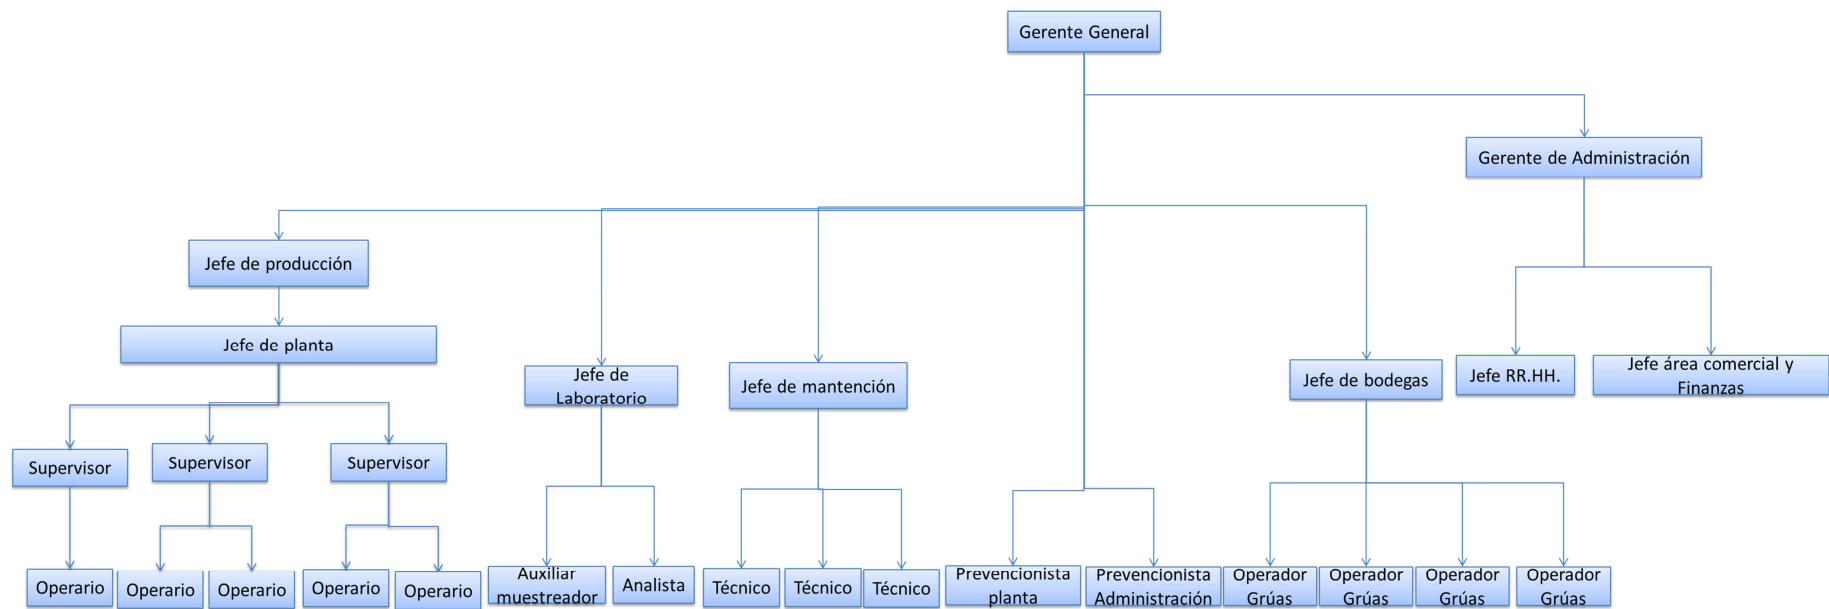 Gerente General
Gerente de Administración
Jefe de producción
Jefe de planta
Jefe de
Laboratorio
Jefe de mantención
Jefe de bodegas
Jefe RR.HH.
Jefe área comercial y
Finanzas
Supervisor
Supervisor
Supervisor
Operario
Operario
Operario
Operario
Operario
Auxiliar
muestreador
Analista
Técnico
Técnico
Técnico
Prevencionista
planta
Prevencionista
Administración
Operador
Grúas
Operador
Grúas
Operador
Grúas
Operador
Grúas